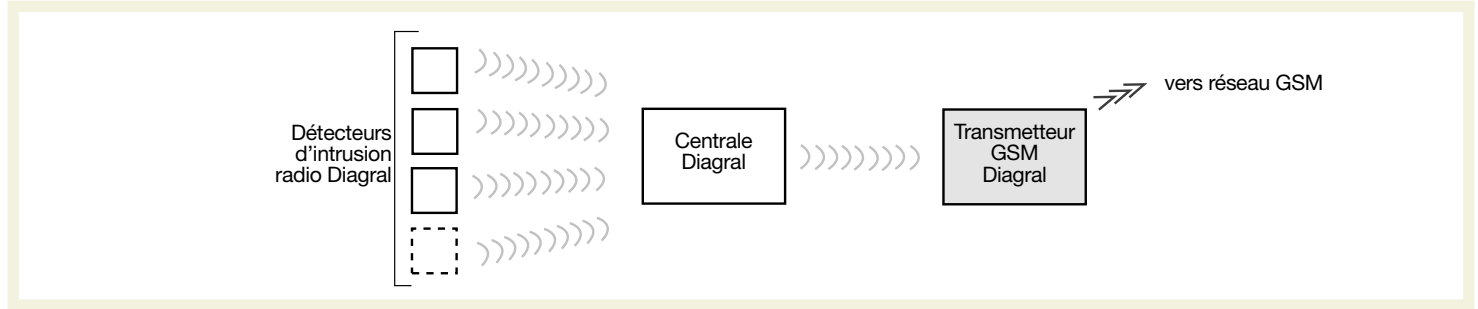 Détecteurs
d’intrusion
radio Diagral
Centrale
Diagral
Transmetteur
GSM
Diagral
vers réseau GSM